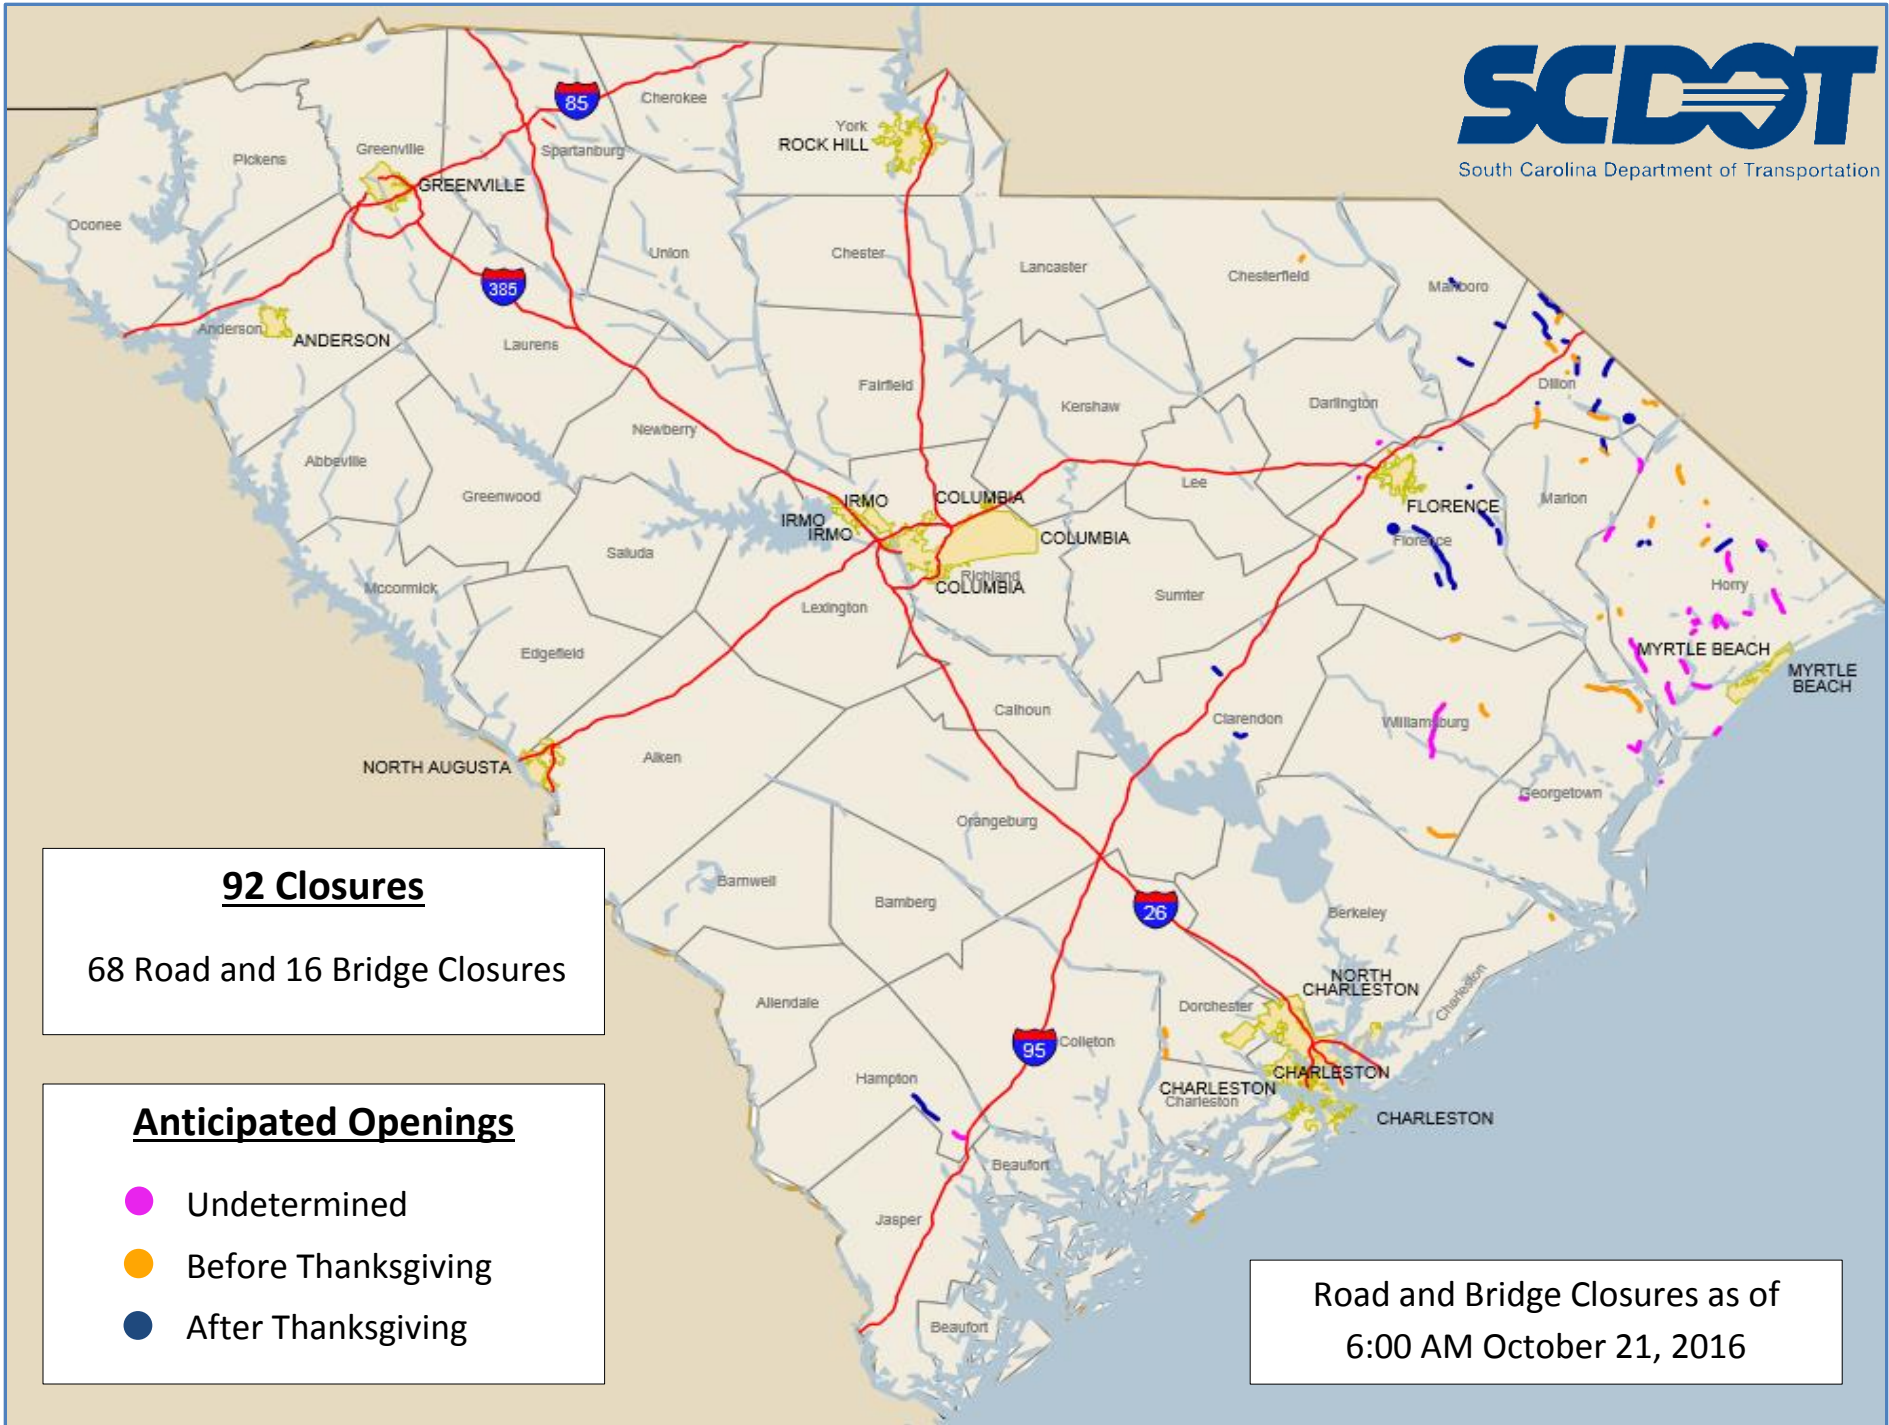 SCDOT
South Carolina Department of Transportation
85
Cherokee
York
ROCK HILL
Greenville
Pickens
Spartanburg
GREENVILLE
Oconee
Union
Chester
Lancaster
Chesterfield
Marlboro
385
Anderson
ANDERSON
Laurens
Fairfield
Kershaw
Darlington
Dillon
Newberry
Abbeville
Greenwood
Lee
Marion
IRMO
COLUMBIA
FLORENCE
IRMO
IRMO
COLUMBIA
Florence
Saluda
Richland
COLUMBIA
Mccormick
Lexington
Sumter
Horry
Edgefield
MYRTLE BEACH
MYRTLE
BEACH
Calhoun
Clarendon
Williamsburg
NORTH AUGUSTA
Aiken
Georgetown
Orangeburg
Barnwell
Bamberg
26
Berkeley
Allendale
NORTH
CHARLESTON
Charleston
Dorchester
95
Colleton
Hampton
CHARLESTON
CHARLESTON
Charleston
CHARLESTON
Beaufort
Jasper
Beaufort
92 Closures
68 Road and 16 Bridge Closures
Anticipated Openings
Undetermined
Before Thanksgiving
After Thanksgiving
Road and Bridge Closures as of
6:00 AM October 21, 2016